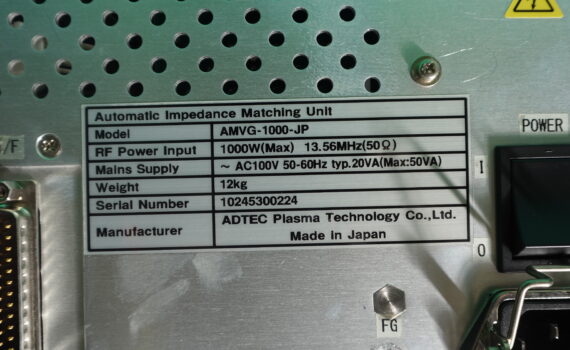 Automatic Impedance Matching Unit
Model AMVG-1000-JP
RF Power Input 1000W(Max) 13.56MHz(50Ω)
Mains Supply ~ AC100V 50-60Hz typ.20VA(Max:50VA)
Weight 12kg
Serial Number 10245300224
Manufacturer ADTEC Plasma Technology Co.,Ltd.
Made in Japan
/F
POWER
I
O
FG